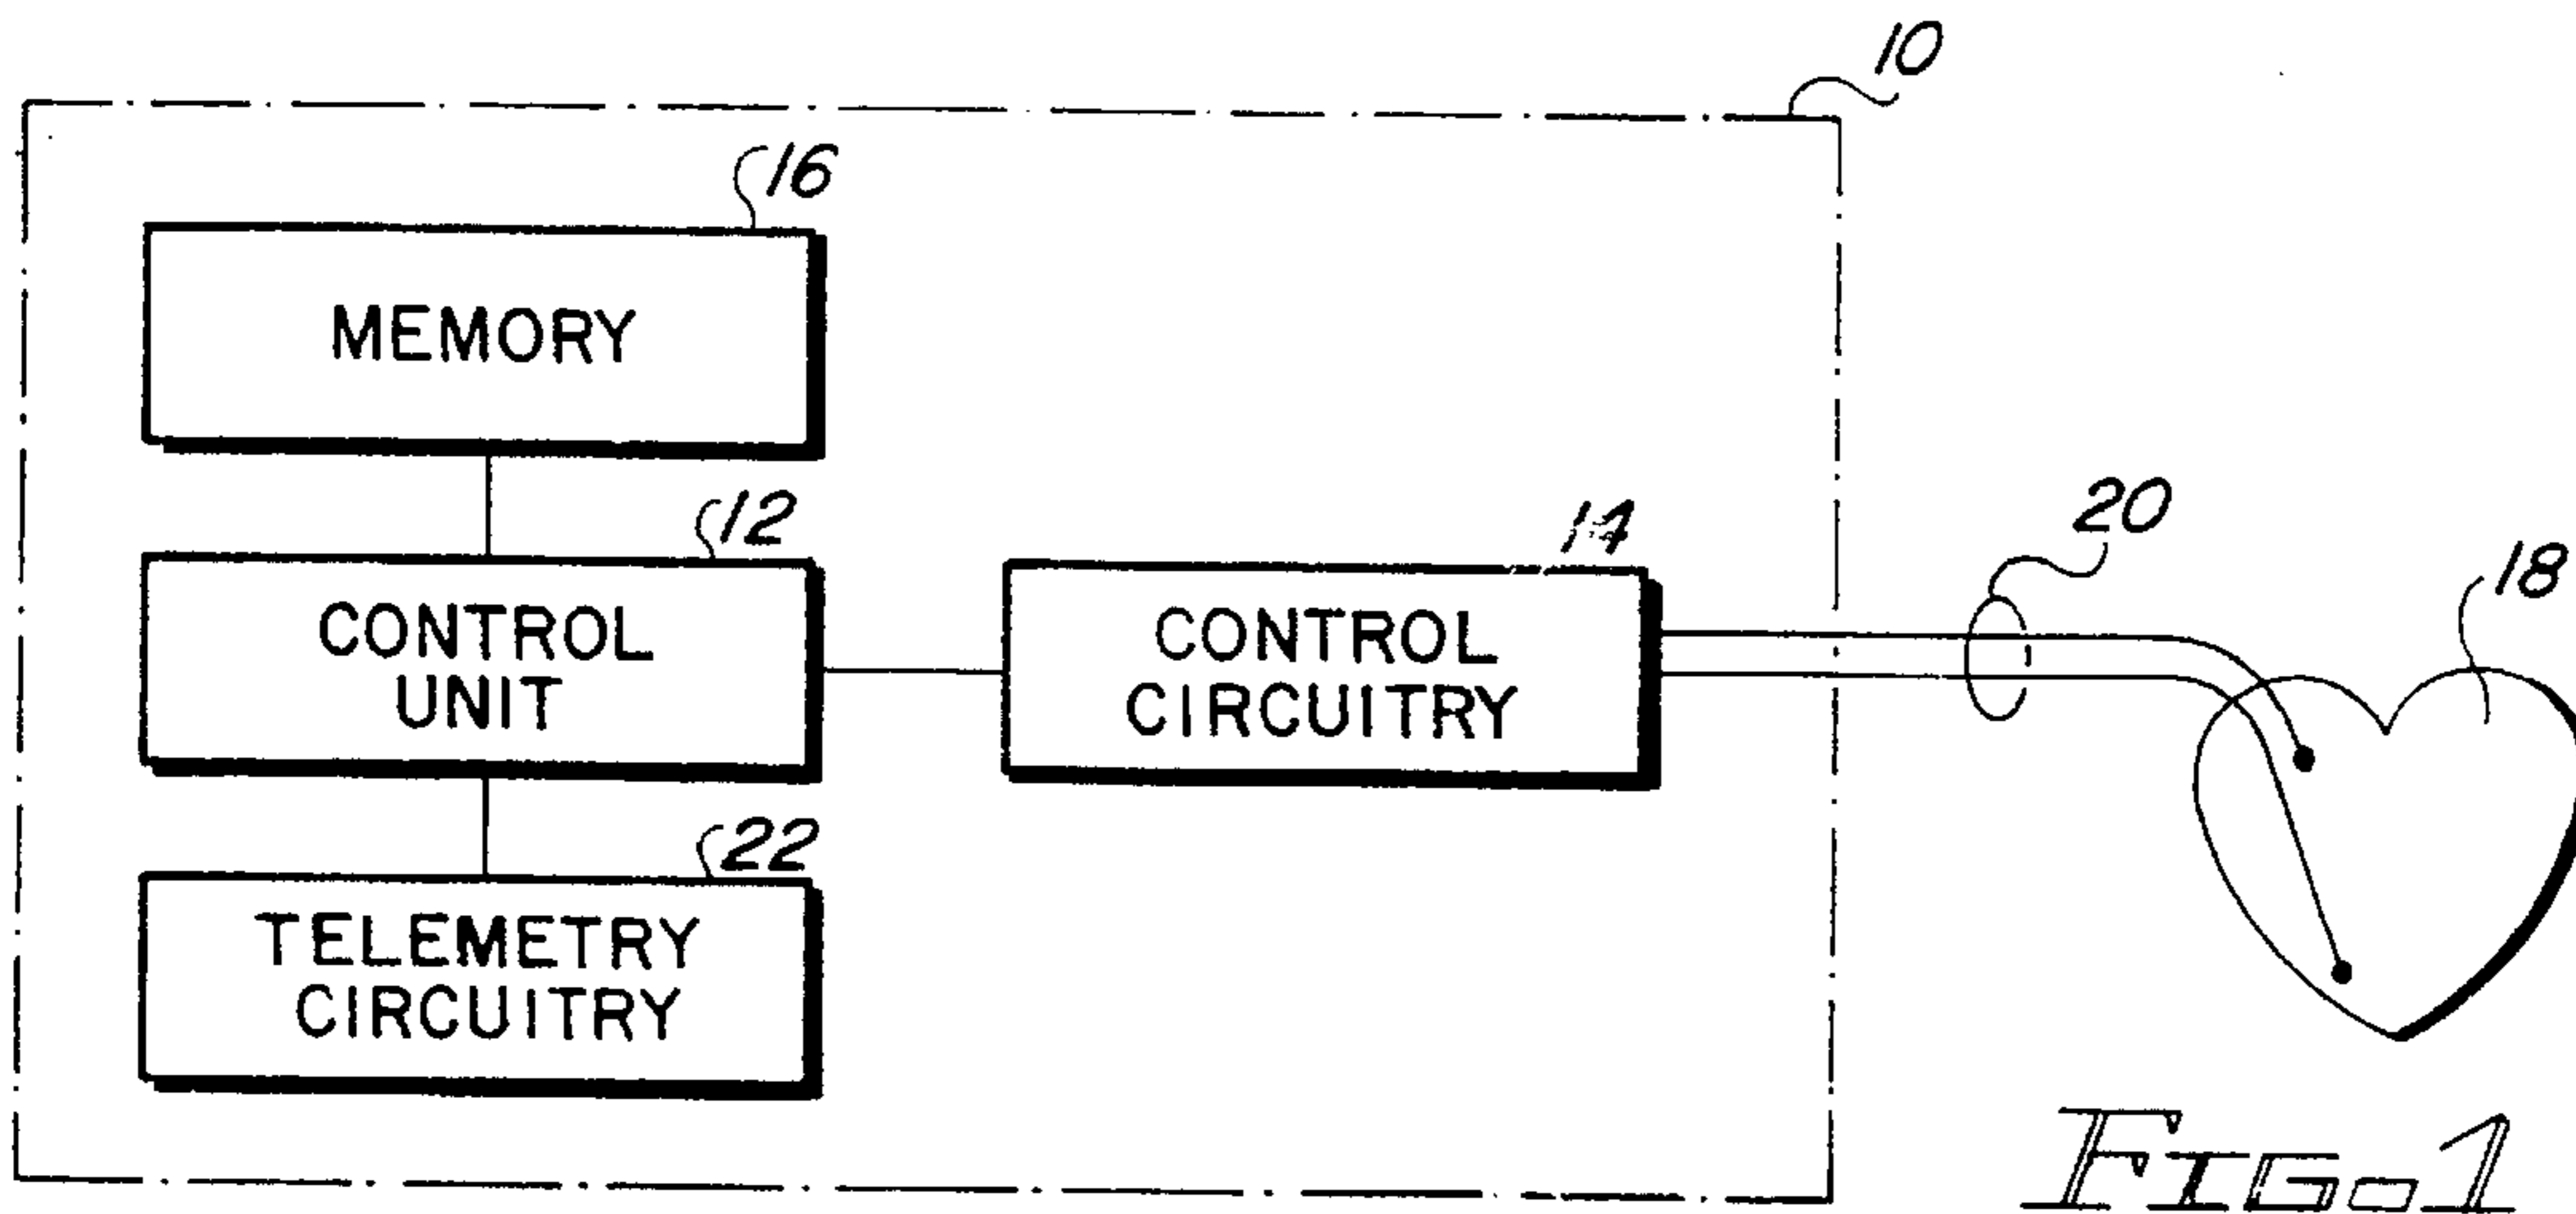 10
16
MEMORY
12
CONTROL
UNIT
14
CONTROL
CIRCUITRY
20
18
22
TELEMETRY
CIRCUITRY
FIG.1